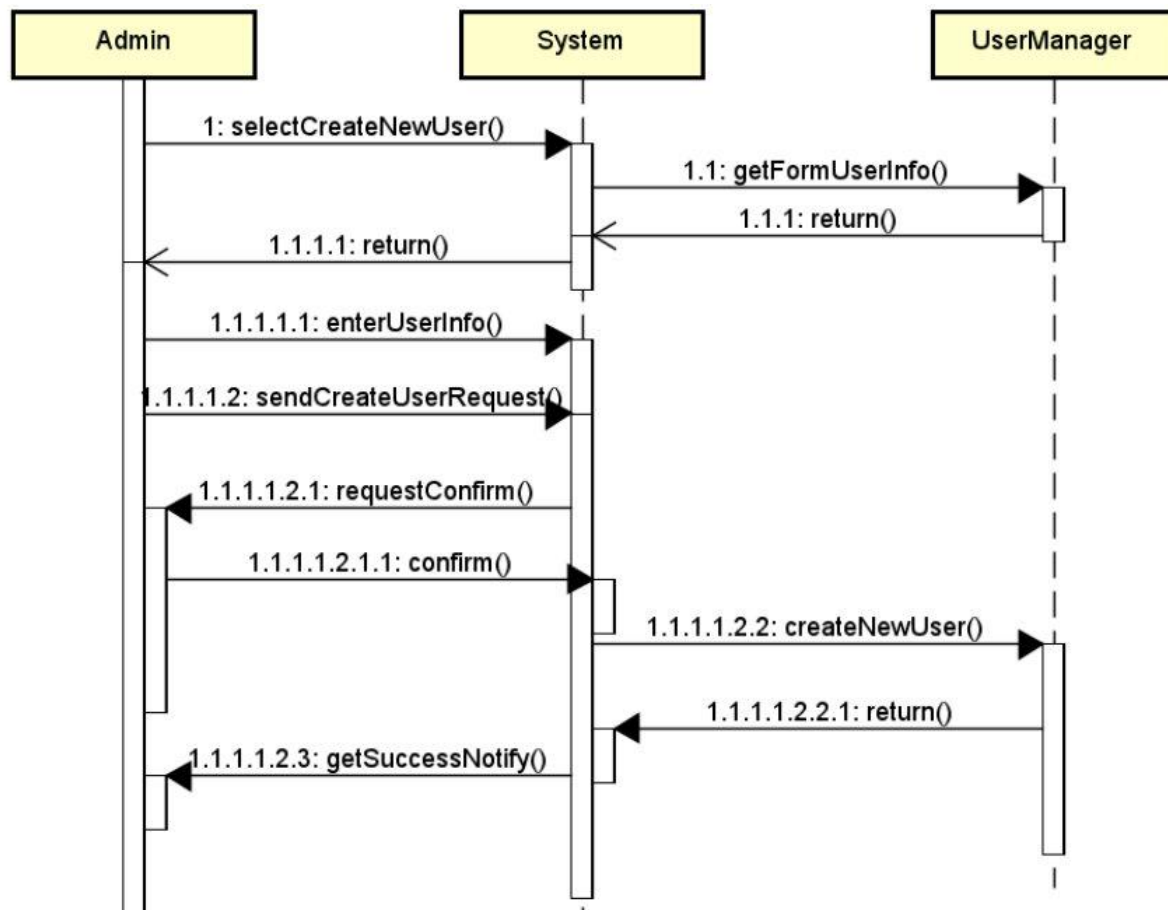 Admin
System
UserManager
1: selectCreateNewUser()
1.1: getFormUserInfo()
1.1.1: return()
1.1.1.1: return()
1.1.1.1.1: enterUserInfo()
1.1.1.1.2: sendCreateUserRequest()
1.1.1.1.2.1: requestConfirm()
1.1.1.1.2.1.1: confirm()
1.1.1.1.2.2: createNewUser()
1.1.1.1.2.2.1: return()
1.1.1.1.2.3: getSuccessNotify()